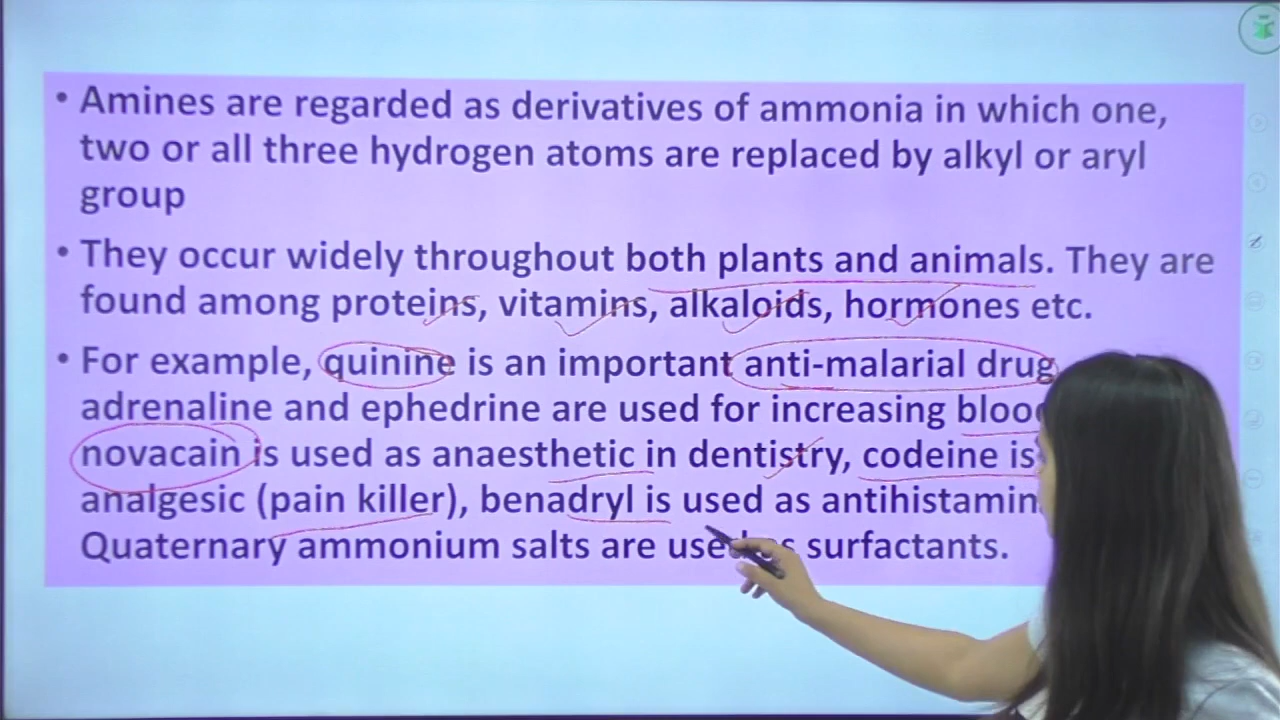 • Amines are regarded as derivatives of ammonia in which one,
two or all three hydrogen atoms are replaced by alkyl or aryl
group
• They occur widely throughout both plants and animals. They are
found among proteins, vitamins, alkaloids, hormones etc.
• For example, quinine is an important anti-malarial drug
adrenaline and ephedrine are used for increasing
novacain is used as anaesthetic in dentistry, codeine is
analgesic (pain killer), benadryl is used as
Quaternary ammonium salts are used as surfactants.